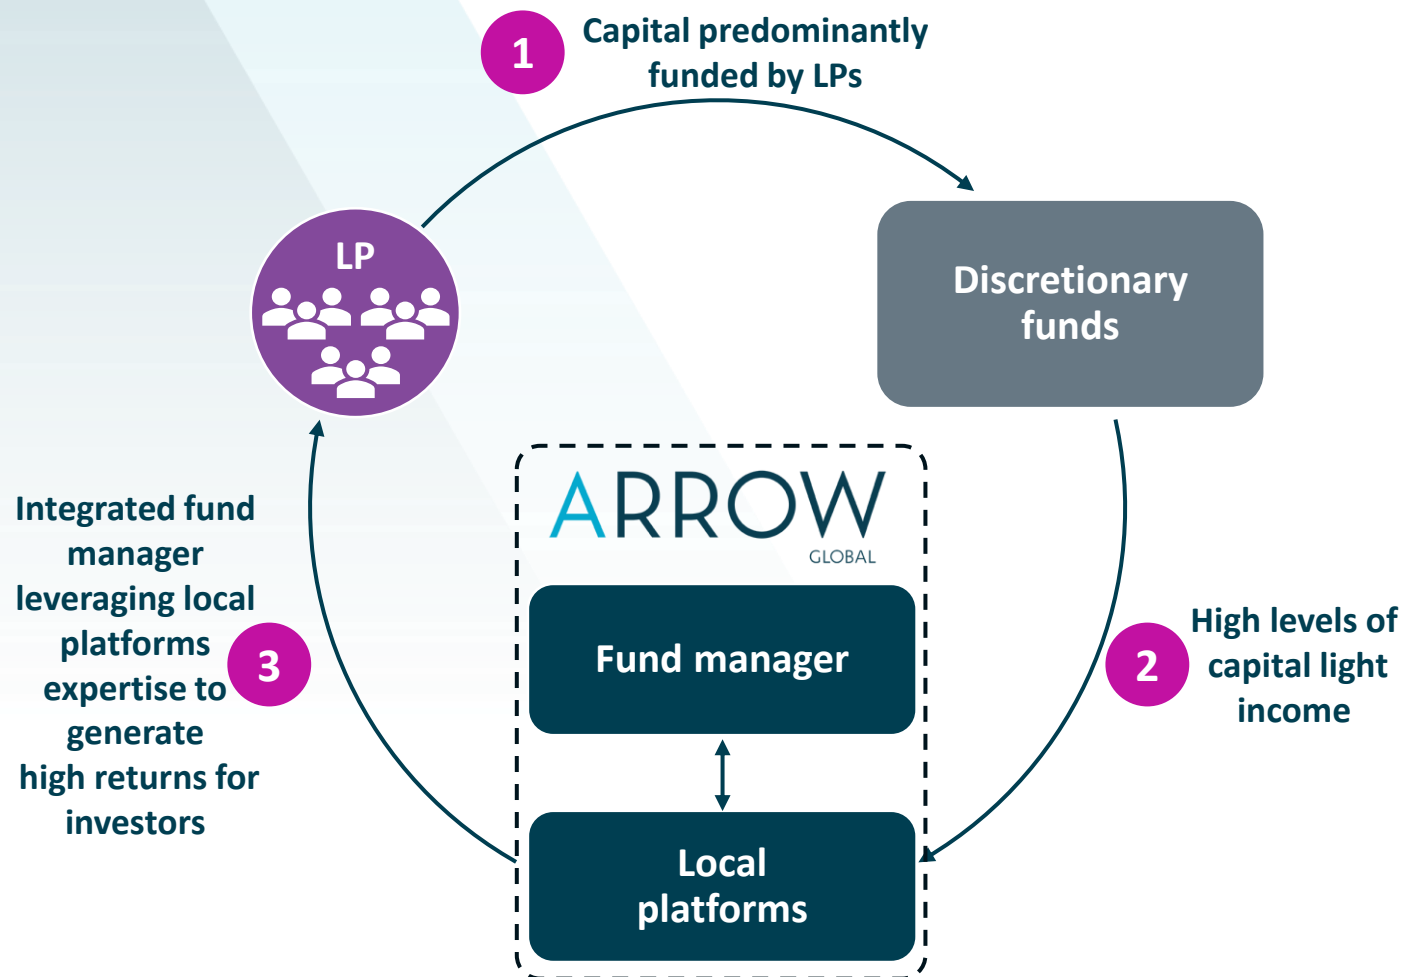 1
Capital predominantly
funded by LPs
LP
Discretionary
funds
ARROW
GLOBAL
Fund manager
Local
platforms
2
High levels of
capital light
income
3
Integrated fund
manager
leveraging local
platforms
expertise to
generate
high returns for
investors